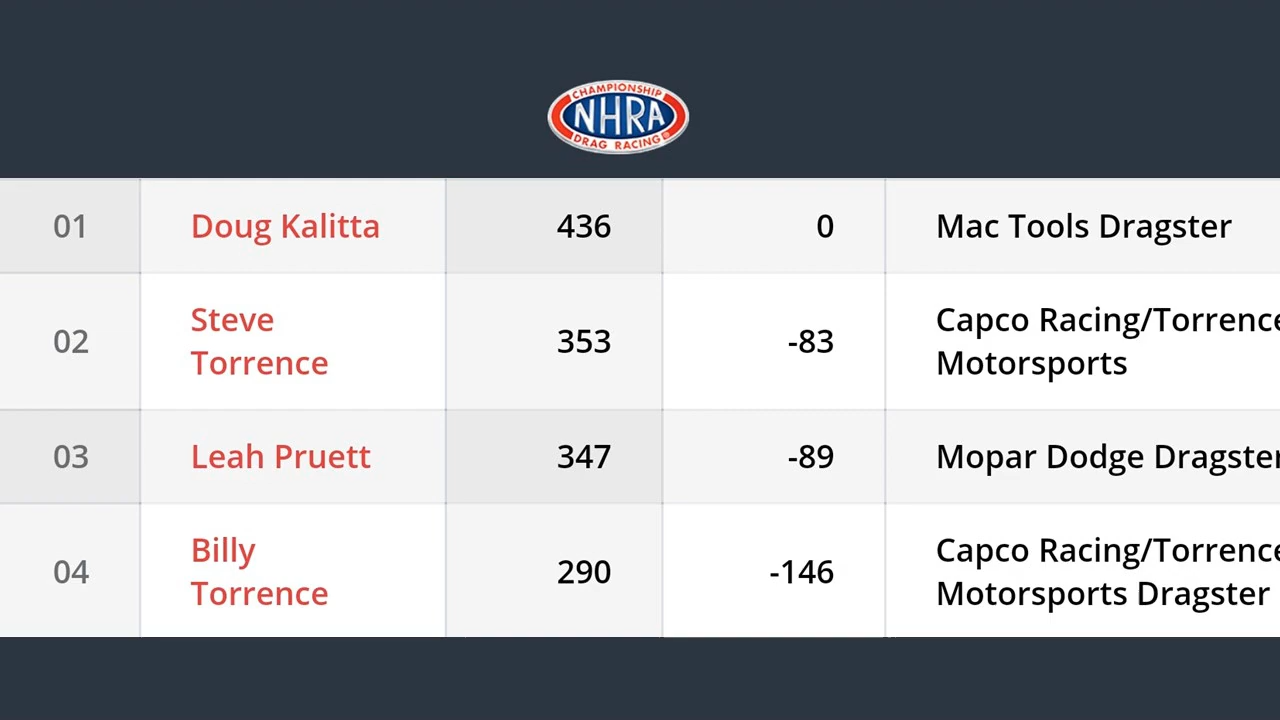 CHAMPIONSHIP
NHRA
DRAG RACING
01 Doug Kalitta 436 0 Mac Tools Dragster
02 Steve Torrence 353 -83 Capco Racing/Torrence Motorsports
03 Leah Pruett 347 -89 Mopar Dodge Dragster
04 Billy Torrence 290 -146 Capco Racing/Torrence Motorsports Dragster